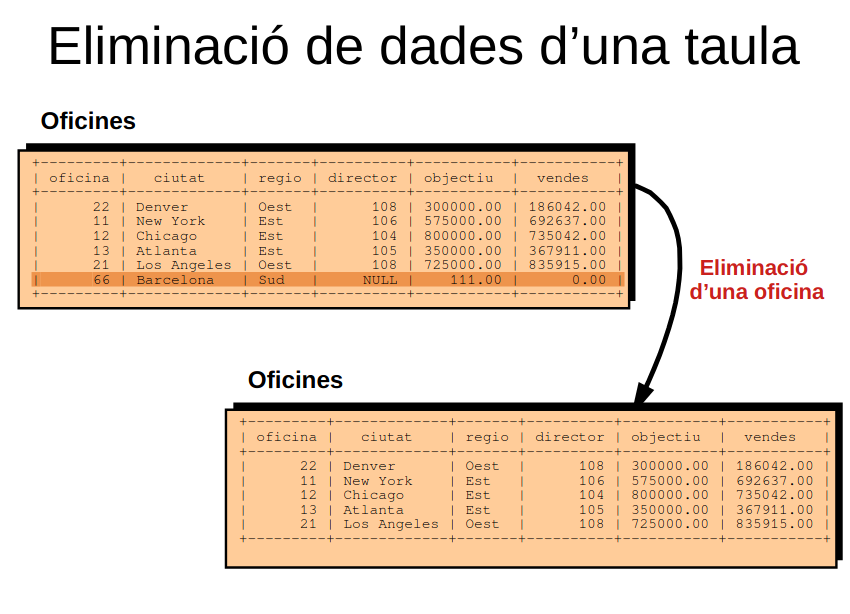 Eliminació de dades d’una taula
Oficines
+----------+-------------+--------+----------+------------+-----------+
| oficina | ciutat | regio | director | objectiu | vendes |
+----------+-------------+--------+----------+------------+-----------+
| 22 | Denver | Oest | 108 | 300000.00 | 186042.00 |
| 11 | New York | Est | 106 | 575000.00 | 692637.00 |
| 12 | Chicago | Est | 104 | 800000.00 | 735042.00 |
| 13 | Atlanta | Est | 105 | 350000.00 | 367911.00 |
| 21 | Los Angeles | Oest | 108 | 725000.00 | 835915.00 |
| 66 | Barcelona | Sud | NULL | 111.00 | 0.00 |
+----------+-------------+--------+----------+------------+-----------+
Eliminació
d’una oficina
Oficines
+----------+-------------+--------+----------+------------+-----------+
| oficina | ciutat | regio | director | objectiu | vendes |
+----------+-------------+--------+----------+------------+-----------+
| 22 | Denver | Oest | 108 | 300000.00 | 186042.00 |
| 11 | New York | Est | 106 | 575000.00 | 692637.00 |
| 12 | Chicago | Est | 104 | 800000.00 | 735042.00 |
| 13 | Atlanta | Est | 105 | 350000.00 | 367911.00 |
| 21 | Los Angeles | Oest | 108 | 725000.00 | 835915.00 |
+----------+-------------+--------+----------+------------+-----------+